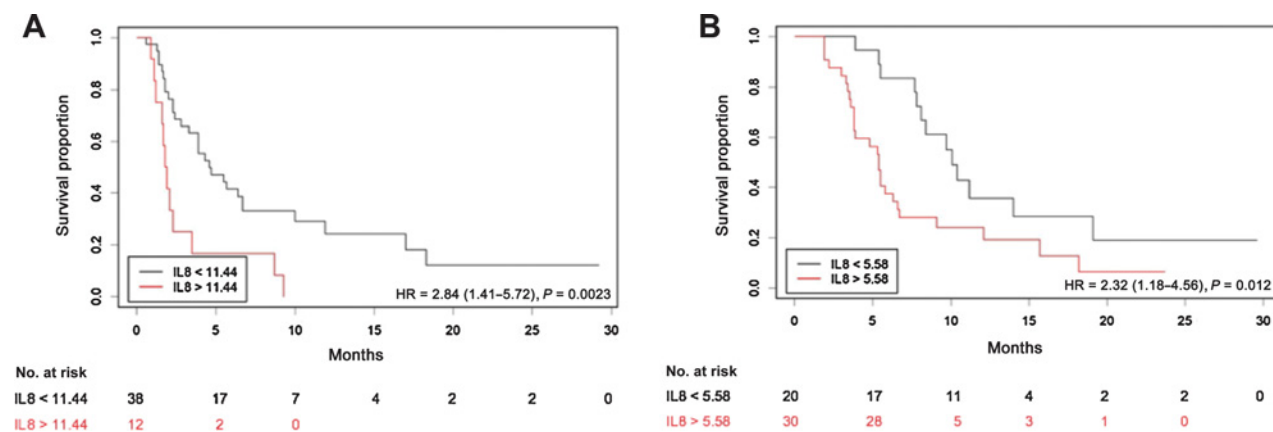 A
Survival proportion
1.0
0.8
0.6
0.4
0.2
0.0
IL8 < 11.44
IL8 > 11.44
HR = 2.84 (1.41–5.72), P = 0.0023
0 5 10 15 20 25 30
Months
No. at risk
IL8 < 11.44 38 17 7 4 2 2 0
IL8 > 11.44 12 2 0
B
Survival proportion
1.0
0.8
0.6
0.4
0.2
0.0
IL8 < 5.58
IL8 > 5.58
HR = 2.32 (1.18–4.56), P = 0.012
0 5 10 15 20 25 30
Months
No. at risk
IL8 < 5.58 20 17 11 4 2 2 0
IL8 > 5.58 30 28 5 3 1 0